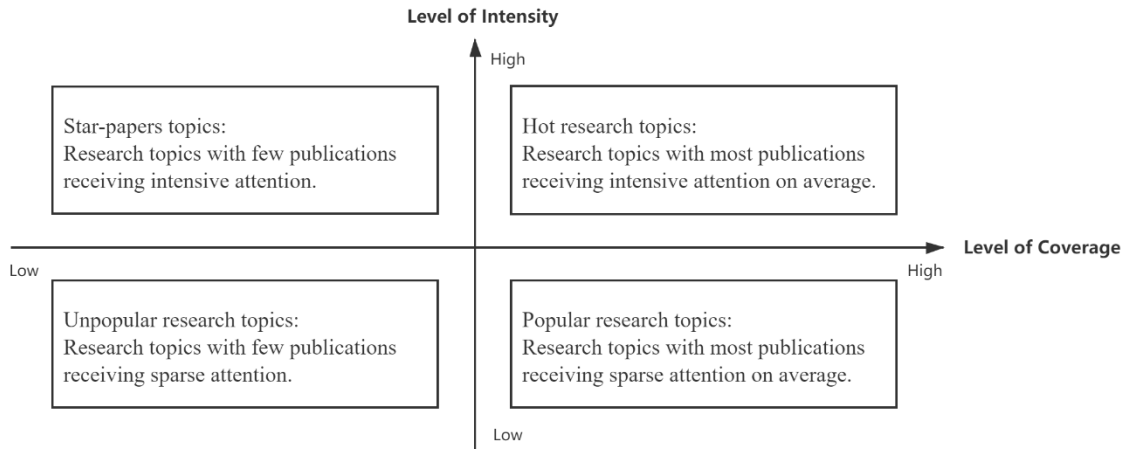 Level of Intensity
High
Star-papers topics:
Research topics with few publications
receiving intensive attention.
Hot research topics:
Research topics with most publications
receiving intensive attention on average.
Level of Coverage
Low
High
Unpopular research topics:
Research topics with few publications
receiving sparse attention.
Popular research topics:
Research topics with most publications
receiving sparse attention on average.
Low